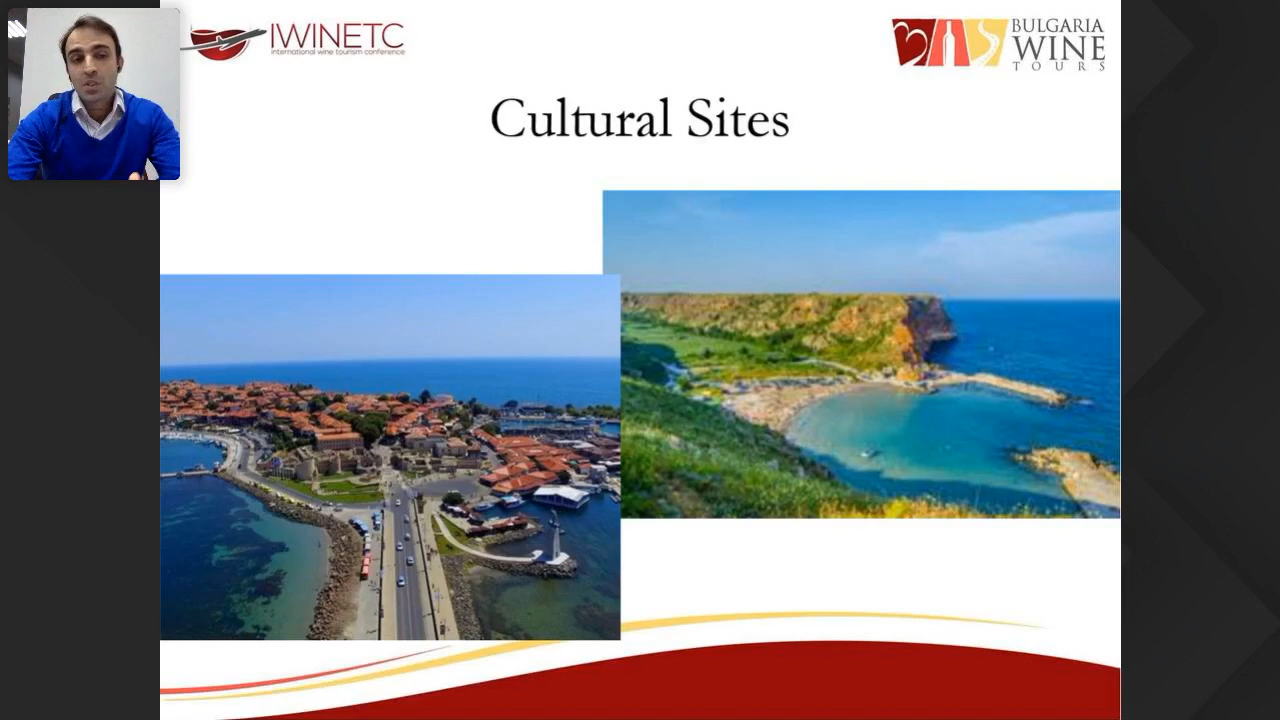 IWINETC
international wine tourism conference
BULGARIA
WINE
TOURS
Cultural Sites